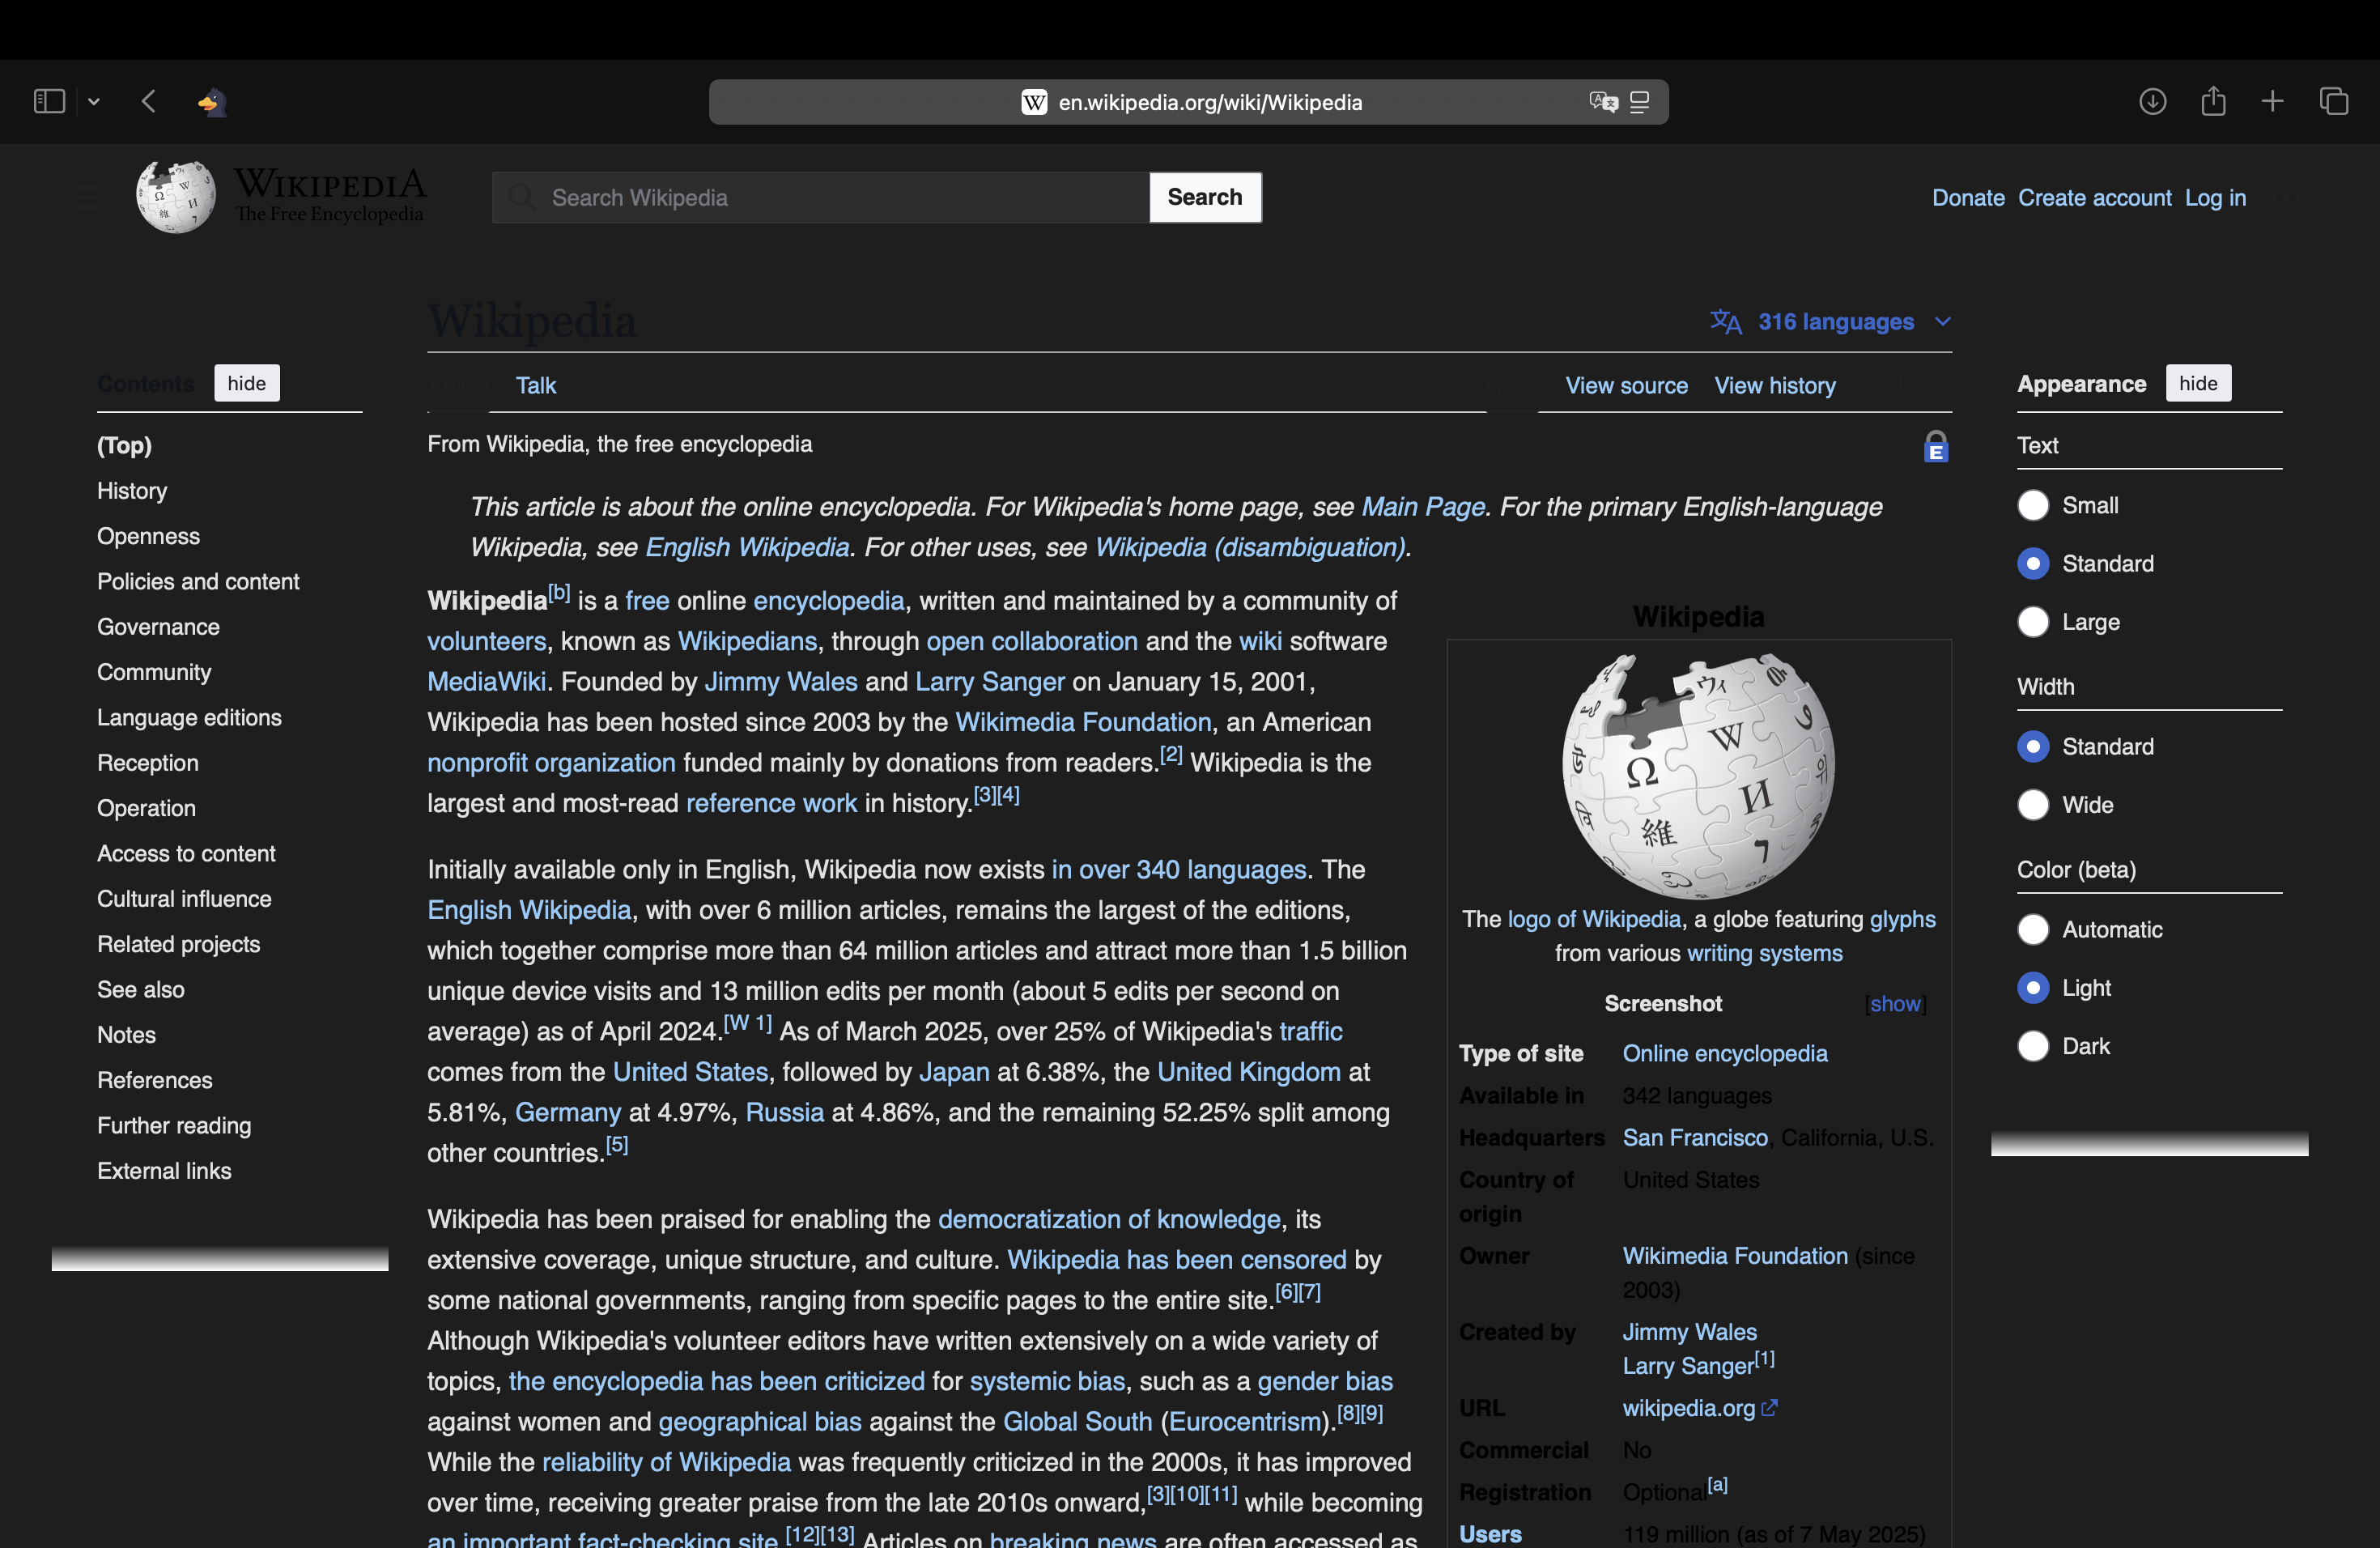 en.wikipedia.org/wiki/Wikipedia
WIKIPEDIA
The Free Encyclopedia
Search Wikipedia
Search
Donate Create account Log in
Wikipedia
316 languages
Contents hide
(Top)
History
Openness
Policies and content
Governance
Community
Language editions
Reception
Operation
Access to content
Cultural influence
Related projects
See also
Notes
References
Further reading
External links
Article Talk
Read View source View history Tools
From Wikipedia, the free encyclopedia
This article is about the online encyclopedia. For Wikipedia's home page, see Main Page. For the primary English-language
Wikipedia, see English Wikipedia. For other uses, see Wikipedia (disambiguation).
Wikipedia[b] is a free online encyclopedia, written and maintained by a community of
volunteers, known as Wikipedians, through open collaboration and the wiki software
MediaWiki. Founded by Jimmy Wales and Larry Sanger on January 15, 2001,
Wikipedia has been hosted since 2003 by the Wikimedia Foundation, an American
nonprofit organization funded mainly by donations from readers.[2] Wikipedia is the
largest and most-read reference work in history.[3][4]
Initially available only in English, Wikipedia now exists in over 340 languages. The
English Wikipedia, with over 6 million articles, remains the largest of the editions,
which together comprise more than 64 million articles and attract more than 1.5 billion
unique device visits and 13 million edits per month (about 5 edits per second on
average) as of April 2024.[W 1] As of March 2025, over 25% of Wikipedia's traffic
comes from the United States, followed by Japan at 6.38%, the United Kingdom at
5.81%, Germany at 4.97%, Russia at 4.86%, and the remaining 52.25% split among
other countries.[5]
Wikipedia has been praised for enabling the democratization of knowledge, its
extensive coverage, unique structure, and culture. Wikipedia has been censored by
some national governments, ranging from specific pages to the entire site.[6][7]
Although Wikipedia's volunteer editors have written extensively on a wide variety of
topics, the encyclopedia has been criticized for systemic bias, such as a gender bias
against women and geographical bias against the Global South (Eurocentrism).[8][9]
While the reliability of Wikipedia was frequently criticized in the 2000s, it has improved
over time, receiving greater praise from the late 2010s onward,[3][10][11] while becoming
an important fact-checking site.[12][13] Articles on breaking news are often accessed as
Wikipedia
Ω W И 維 ウィ
The logo of Wikipedia, a globe featuring glyphs
from various writing systems
Screenshot [show]
Type of site Online encyclopedia
Available in 342 languages
Headquarters San Francisco, California, U.S.
Country of
origin United States
Owner Wikimedia Foundation (since
2003)
Created by Jimmy Wales
Larry Sanger[1]
URL wikipedia.org
Commercial No
Registration Optional[a]
Users 119 million (as of 7 May 2025)
Appearance hide
Text
Small
Standard
Large
Width
Standard
Wide
Color (beta)
Automatic
Light
Dark